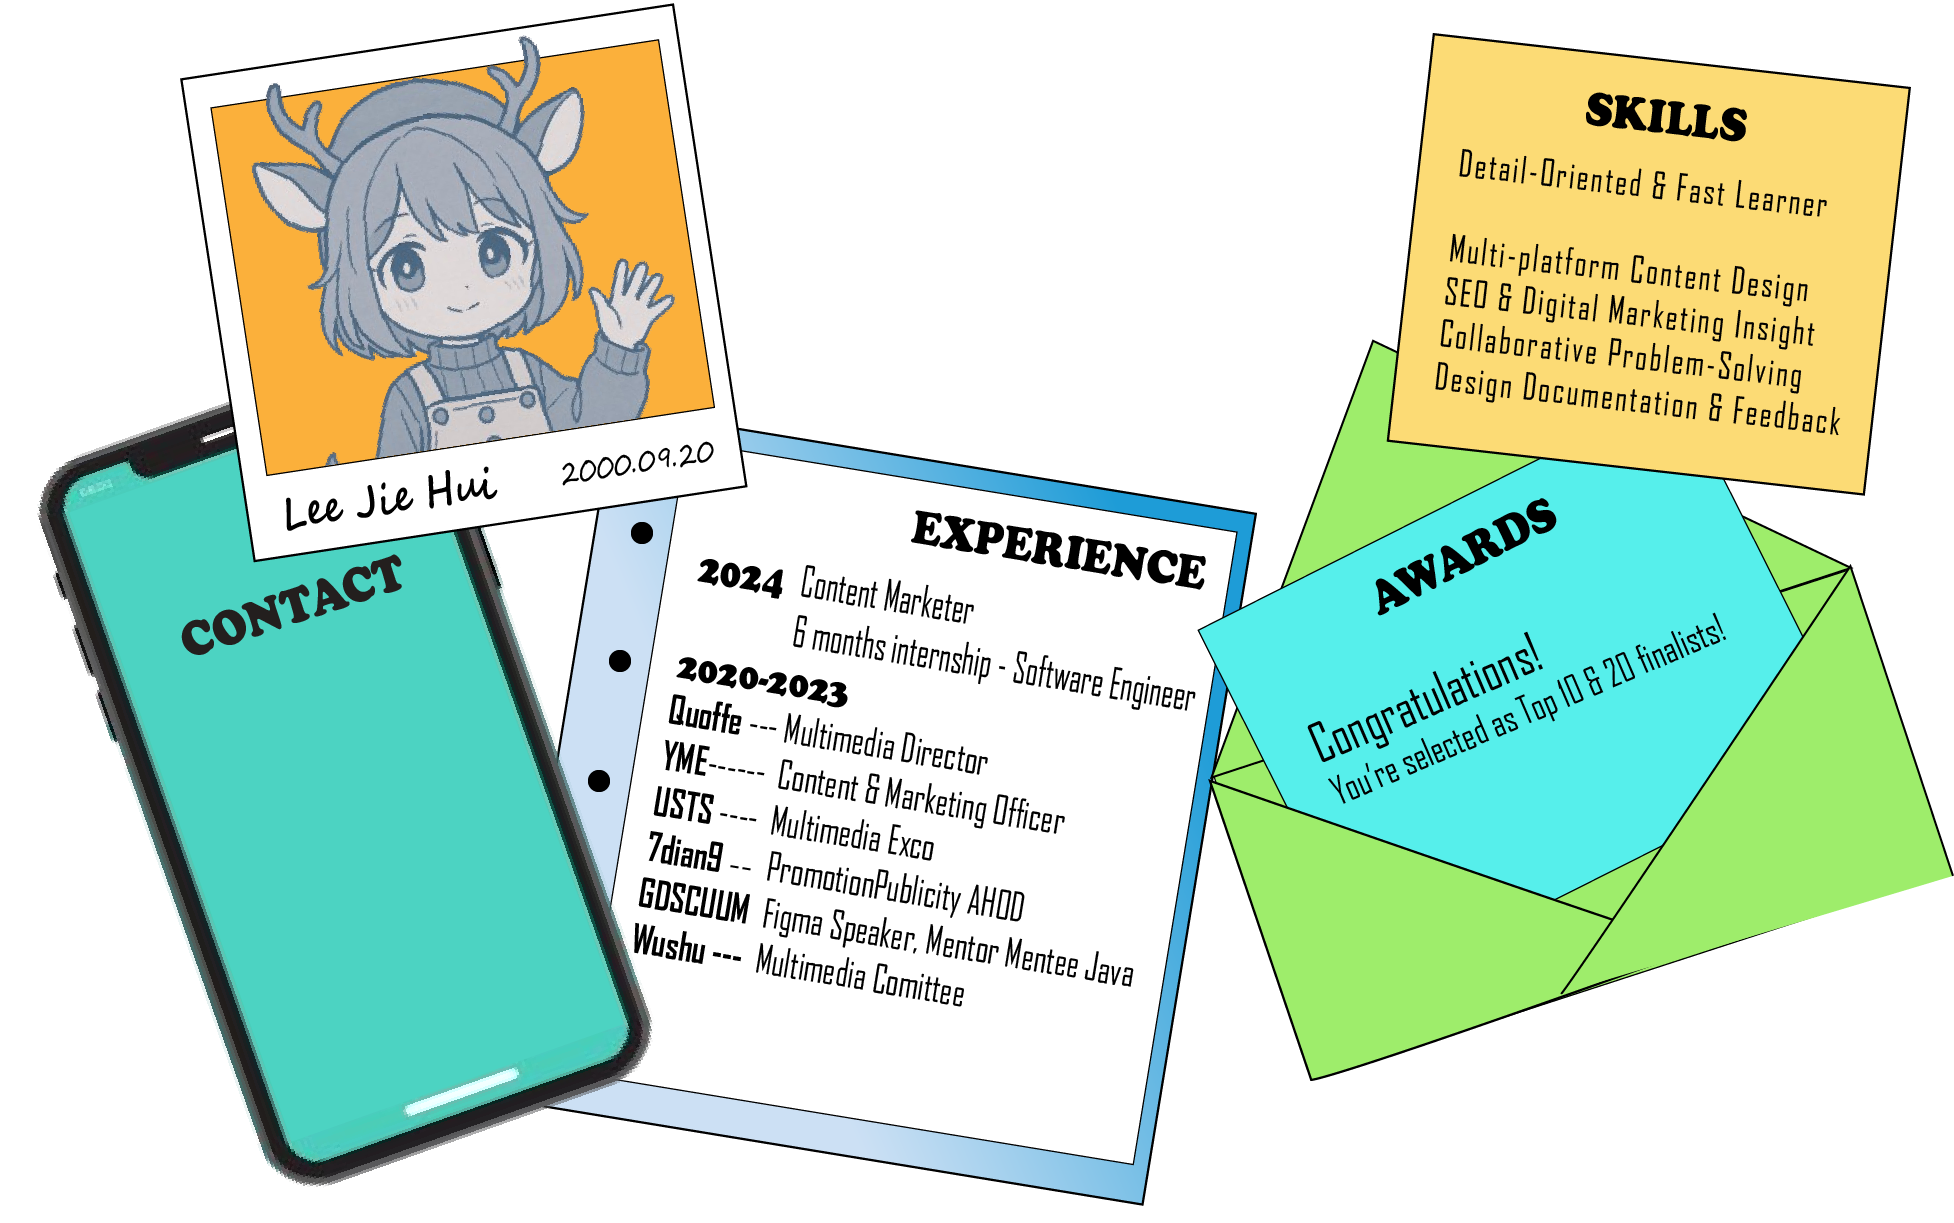 Lee Jie Hui 2000.09.20
CONTACT
EXPERIENCE
2024 Content Marketer
6 months internship - Software Engineer
2020-2023
Quoffe --- Multimedia Director
YME------ Content & Marketing Officer
USTS ---- Multimedia Exco
7dian9 -- PromotionPublicity AHOD
GDSCUUM Figma Speaker, Mentor Mentee Java
Wushu --- Multimedia Comittee
SKILLS
Detail-Oriented & Fast Learner
Multi-platform Content Design
SEO & Digital Marketing Insight
Collaborative Problem-Solving
Design Documentation & Feedback
AWARDS
Congratulations!
You're selected as Top 10 & 20 finalists!